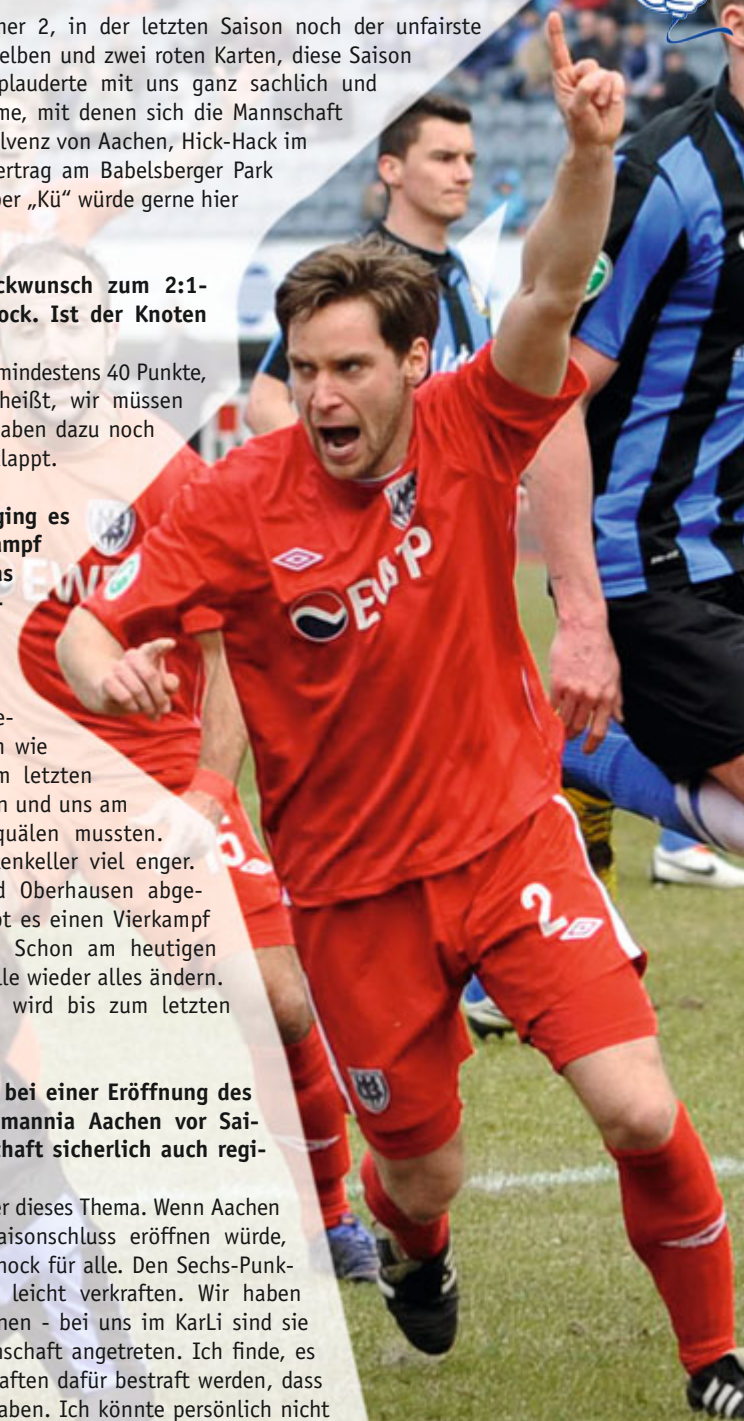 ner 2, in der letzten Saison noch der unfairste
elben und zwei roten Karten, diese Saison
plauderte mit uns ganz sachlich und
me, mit denen sich die Mannschaft
lvenz von Aachen, Hick-Hack im
ertrag am Babelsberger Park
ber „Kü“ würde gerne hier
ckwunsch zum 2:1-
ock. Ist der Knoten
mindestens 40 Punkte,
heißt, wir müssen
aben dazu noch
lappt.
ging es
ampf
as
-
e-
n wie
m letzten
n und uns am
quälen mussten.
enkeller viel enger.
d Oberhausen abge-
bt es einen Vierkampf
Schon am heutigen
elle wieder alles ändern.
wird bis zum letzten
bei einer Eröffnung des
mannia Aachen vor Sai-
chaft sicherlich auch regi-
er dieses Thema. Wenn Aachen
aisonschluss eröffnen würde,
hock für alle. Den Sechs-Punk-
leicht verkraften. Wir haben
nen - bei uns im KarLi sind sie
nschaft angetreten. Ich finde, es
aften dafür bestraft werden, dass
aben. Ich könnte persönlich nicht
EWP
2